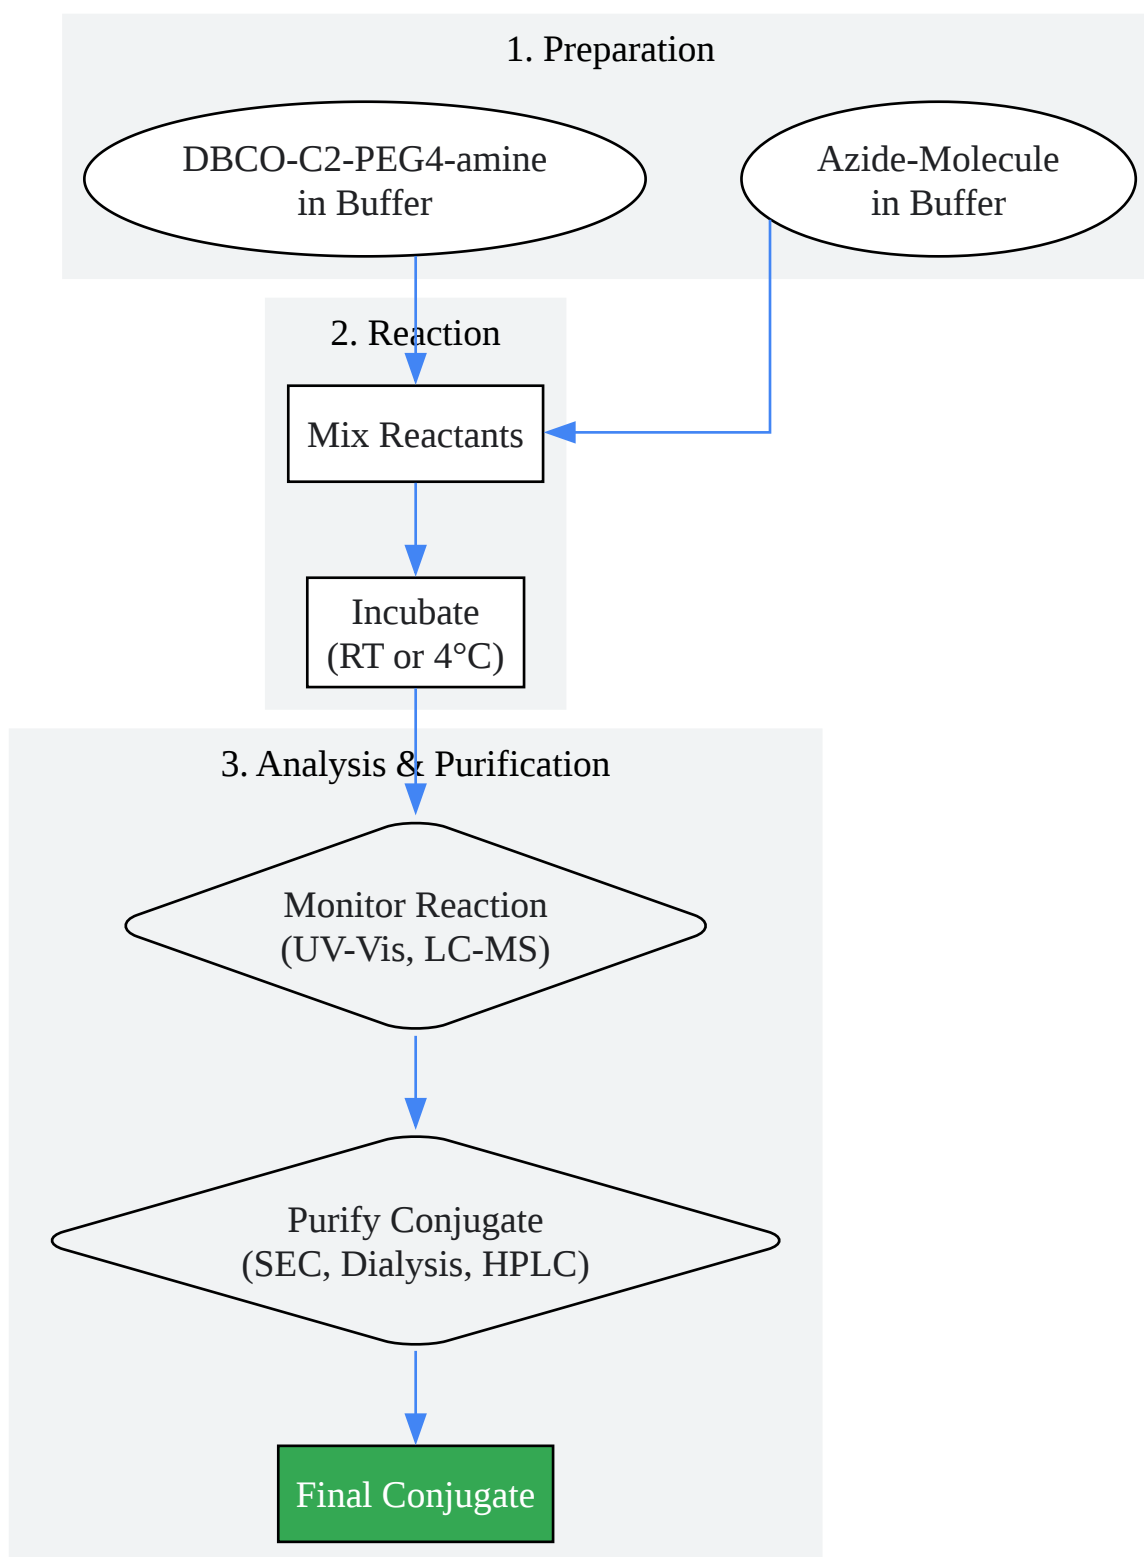 1. Preparation
DBCO-C2-PEG4-amine
in Buffer
Azide-Molecule
in Buffer
2. Reaction
Mix Reactants
Incubate
(RT or 4°C)
3. Analysis & Purification
Monitor Reaction
(UV-Vis, LC-MS)
Purify Conjugate
(SEC, Dialysis, HPLC)
Final Conjugate